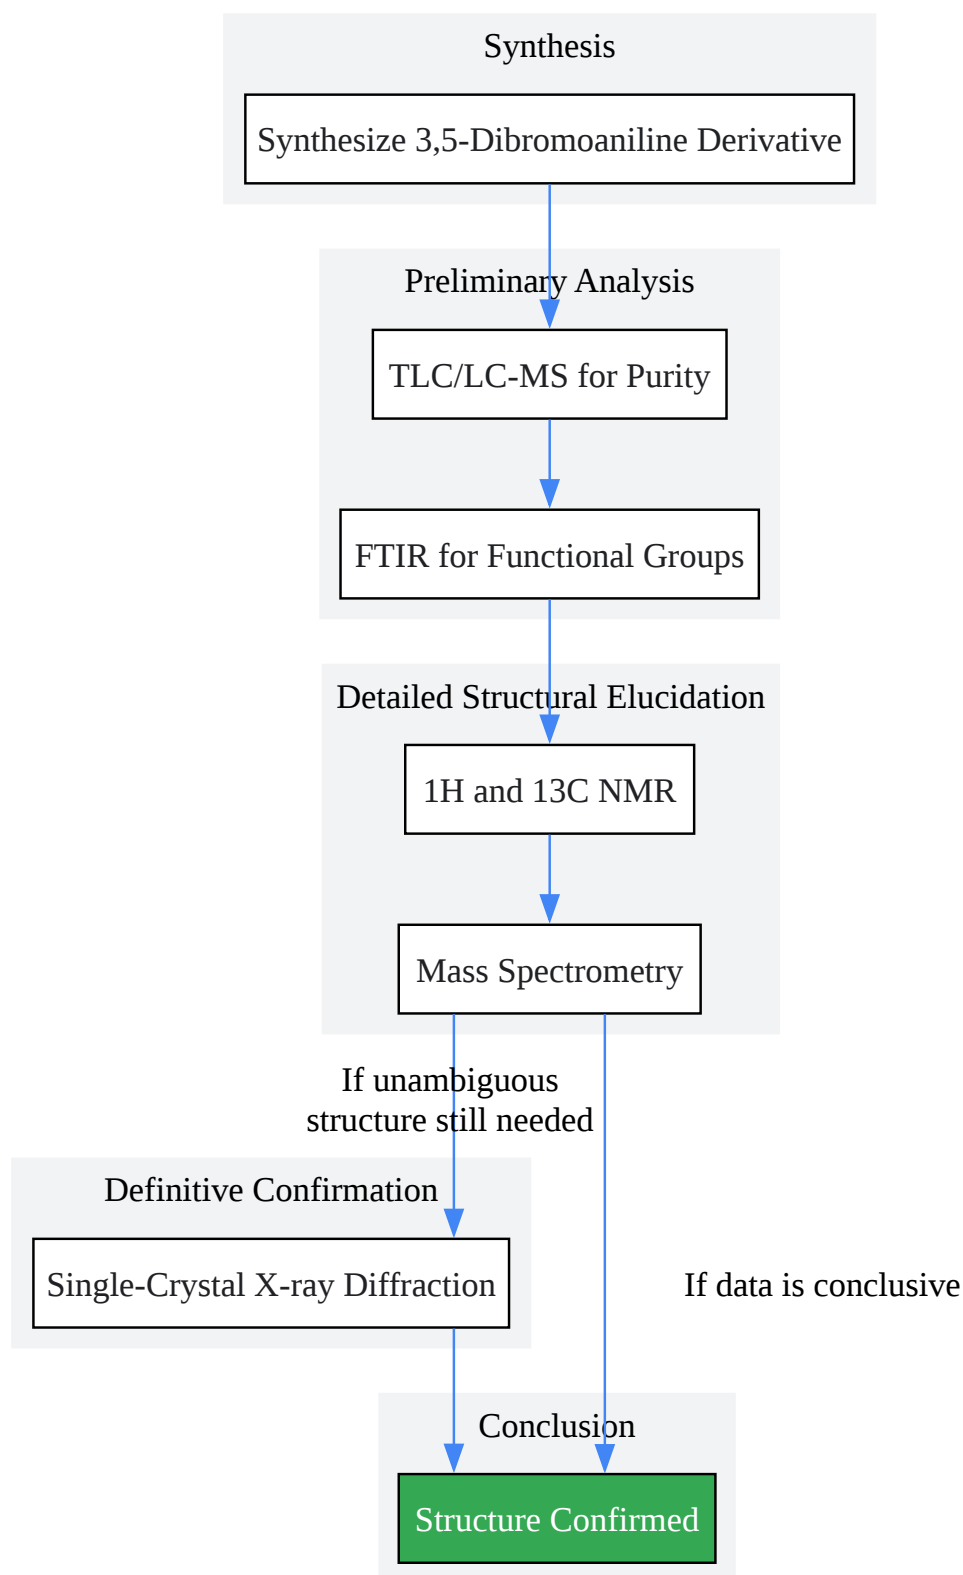 Synthesis
Synthesize 3,5-Dibromoaniline Derivative
Preliminary Analysis
TLC/LC-MS for Purity
FTIR for Functional Groups
Detailed Structural Elucidation
1H and 13C NMR
Mass Spectrometry
If unambiguous
structure still needed
Definitive Confirmation
Single-Crystal X-ray Diffraction
If data is conclusive
Conclusion
Structure Confirmed